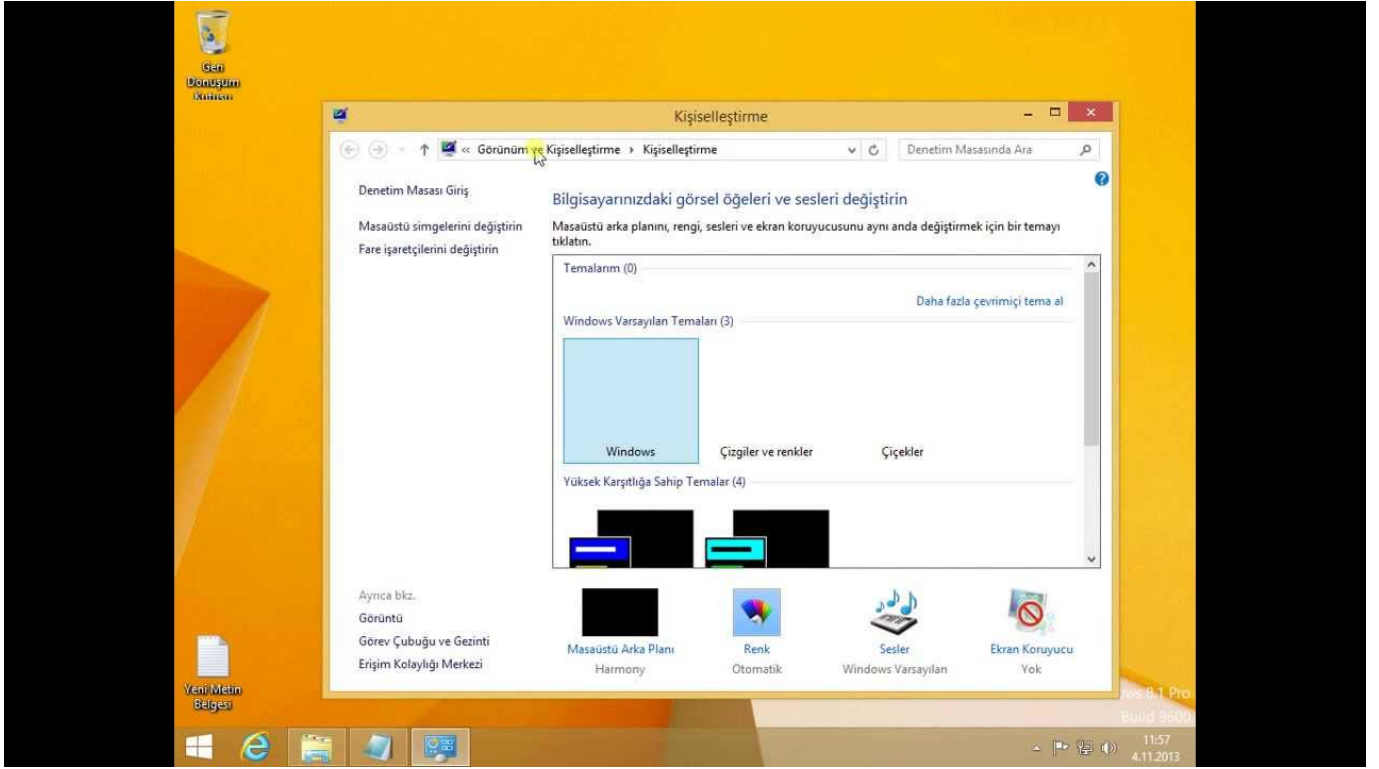 Geri
Dönüşüm
Kutusu
Kişiselleştirme
« Görünüm ve Kişiselleştirme ▸ Kişiselleştirme
Denetim Masasında Ara
Denetim Masası Giriş
Masaüstü simgelerini değiştirin
Fare işaretçilerini değiştirin
Bilgisayarınızdaki görsel öğeleri ve sesleri değiştirin
Masaüstü arka planını, rengi, sesleri ve ekran koruyucusunu aynı anda değiştirmek için bir temayı
tıklatın.
Temalarım (0)
Daha fazla çevrimiçi tema al
Windows Varsayılan Temaları (3)
Windows
Çizgiler ve renkler
Çiçekler
Yüksek Karşıtlığa Sahip Temalar (4)
Ayrıca bkz.
Görüntü
Görev Çubuğu ve Gezinti
Erişim Kolaylığı Merkezi
Masaüstü Arka Planı
Harmony
Renk
Otomatik
Sesler
Windows Varsayılan
Ekran Koruyucu
Yok
Yeni Metin
Belgesi
8.1 Pro
Build 9600
11:57
4.11.2013